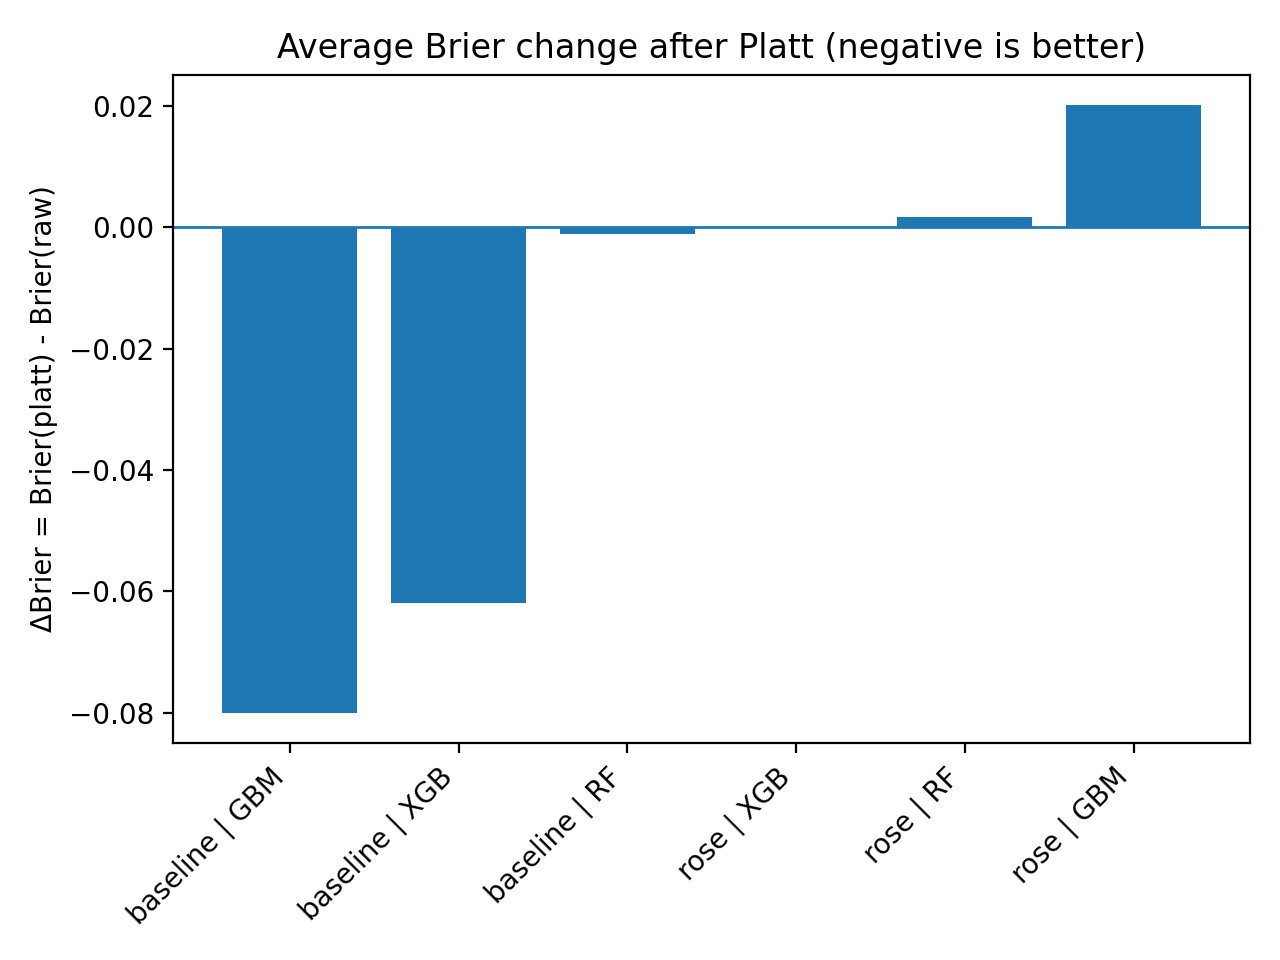 Average Brier change after Platt (negative is better)
ΔBrier = Brier(platt) - Brier(raw)
0.02
0.00
−0.02
−0.04
−0.06
−0.08
baseline | GBM
baseline | XGB
baseline | RF
rose | XGB
rose | RF
rose | GBM